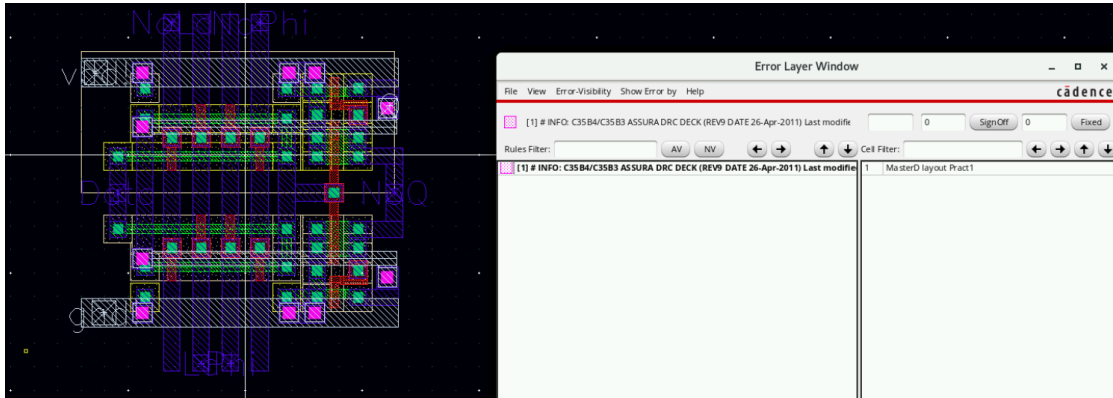 Phi
Error Layer Window
File View Error-Visibility Show Error by Help
cādence
[1] # INFO: C35B4/C35B3 ASSURA DRC DECK (REV9 DATE 26-Apr-2011) Last modifie
0 SignOff 0 Fixed
Rules Filter: AV NV Cell Filter:
[1] # INFO: C35B4/C35B3 ASSURA DRC DECK (REV9 DATE 26-Apr-2011) Last modifie 1 MasterD layout Pract1
Data